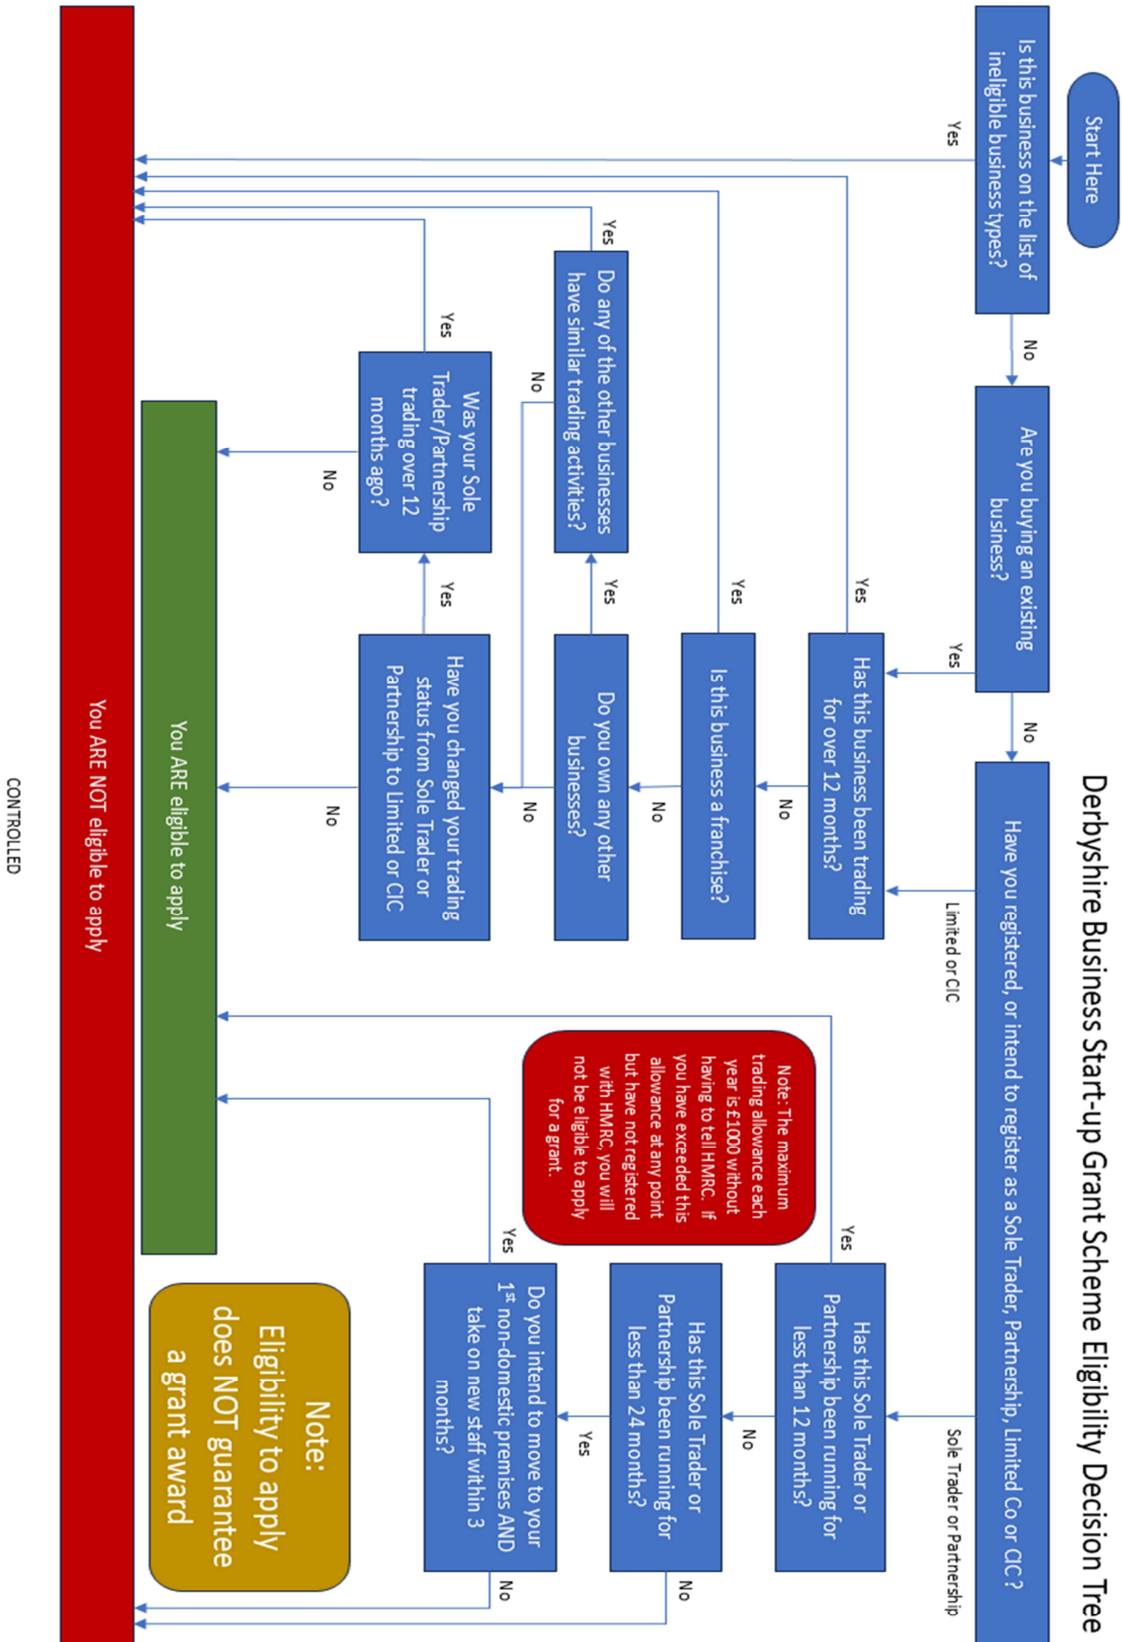 Derbyshire Business Start-up Grant Scheme Eligibility Decision Tree
Start Here
Is this business on the list of
ineligible business types?
No
Yes
Are you buying an existing
business?
No
Yes
Have you registered, or intend to register as a Sole Trader, Partnership, Limited Co or CIC ?
Limited or CIC
Sole Trader or Partnership
Has this business been trading
for over 12 months?
Yes
No
Is this business a franchise?
Yes
No
Do you own any other
businesses?
Yes
No
Do any of the other businesses
have similar trading activities?
Yes
No
Have you changed your trading
status from Sole Trader or
Partnership to Limited or CIC
Yes
No
Was your Sole
Trader/Partnership
trading over 12
months ago?
Yes
No
Has this Sole Trader or
Partnership been running for
less than 12 months?
Yes
No
Has this Sole Trader or
Partnership been running for
less than 24 months?
Yes
No
Do you intend to move to your
1st non-domestic premises AND
take on new staff within 3
months?
Yes
No
Note: The maximum
trading allowance each
year is £1000 without
having to tell HMRC. If
you have exceeded this
allowance at any point
but have not registered
with HMRC, you will
not be eligible to apply
for a grant.
Note:
Eligibility to apply
does NOT guarantee
a grant award
You ARE eligible to apply
You ARE NOT eligible to apply
CONTROLLED